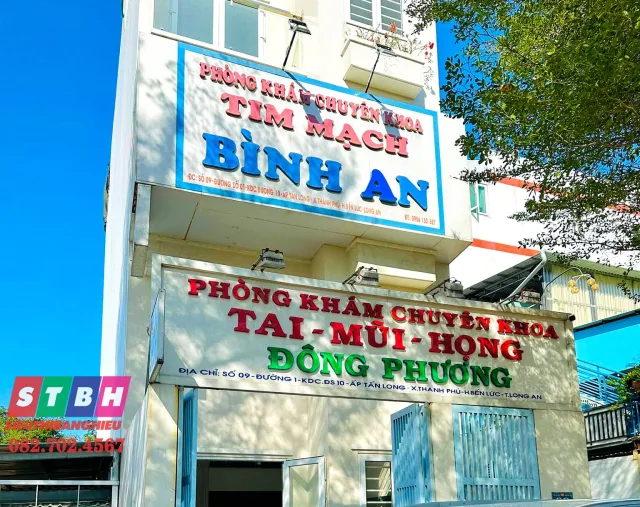 PHÒNG KHÁM CHUYÊN KHOA
TIM MẠCH
BÌNH AN
PHÒNG KHÁM CHUYÊN KHOA
TAI - MŨI - HỌNG
ĐÔNG PHƯƠNG
ĐỊA CHỈ: SỐ 09 - ĐƯỜNG 1 - KDC.ĐS 10 - ẤP TÂN LONG - X.THẠNH PHÚ - H.BẾN LỨC - T.LONG AN
STBH
082.702.4567